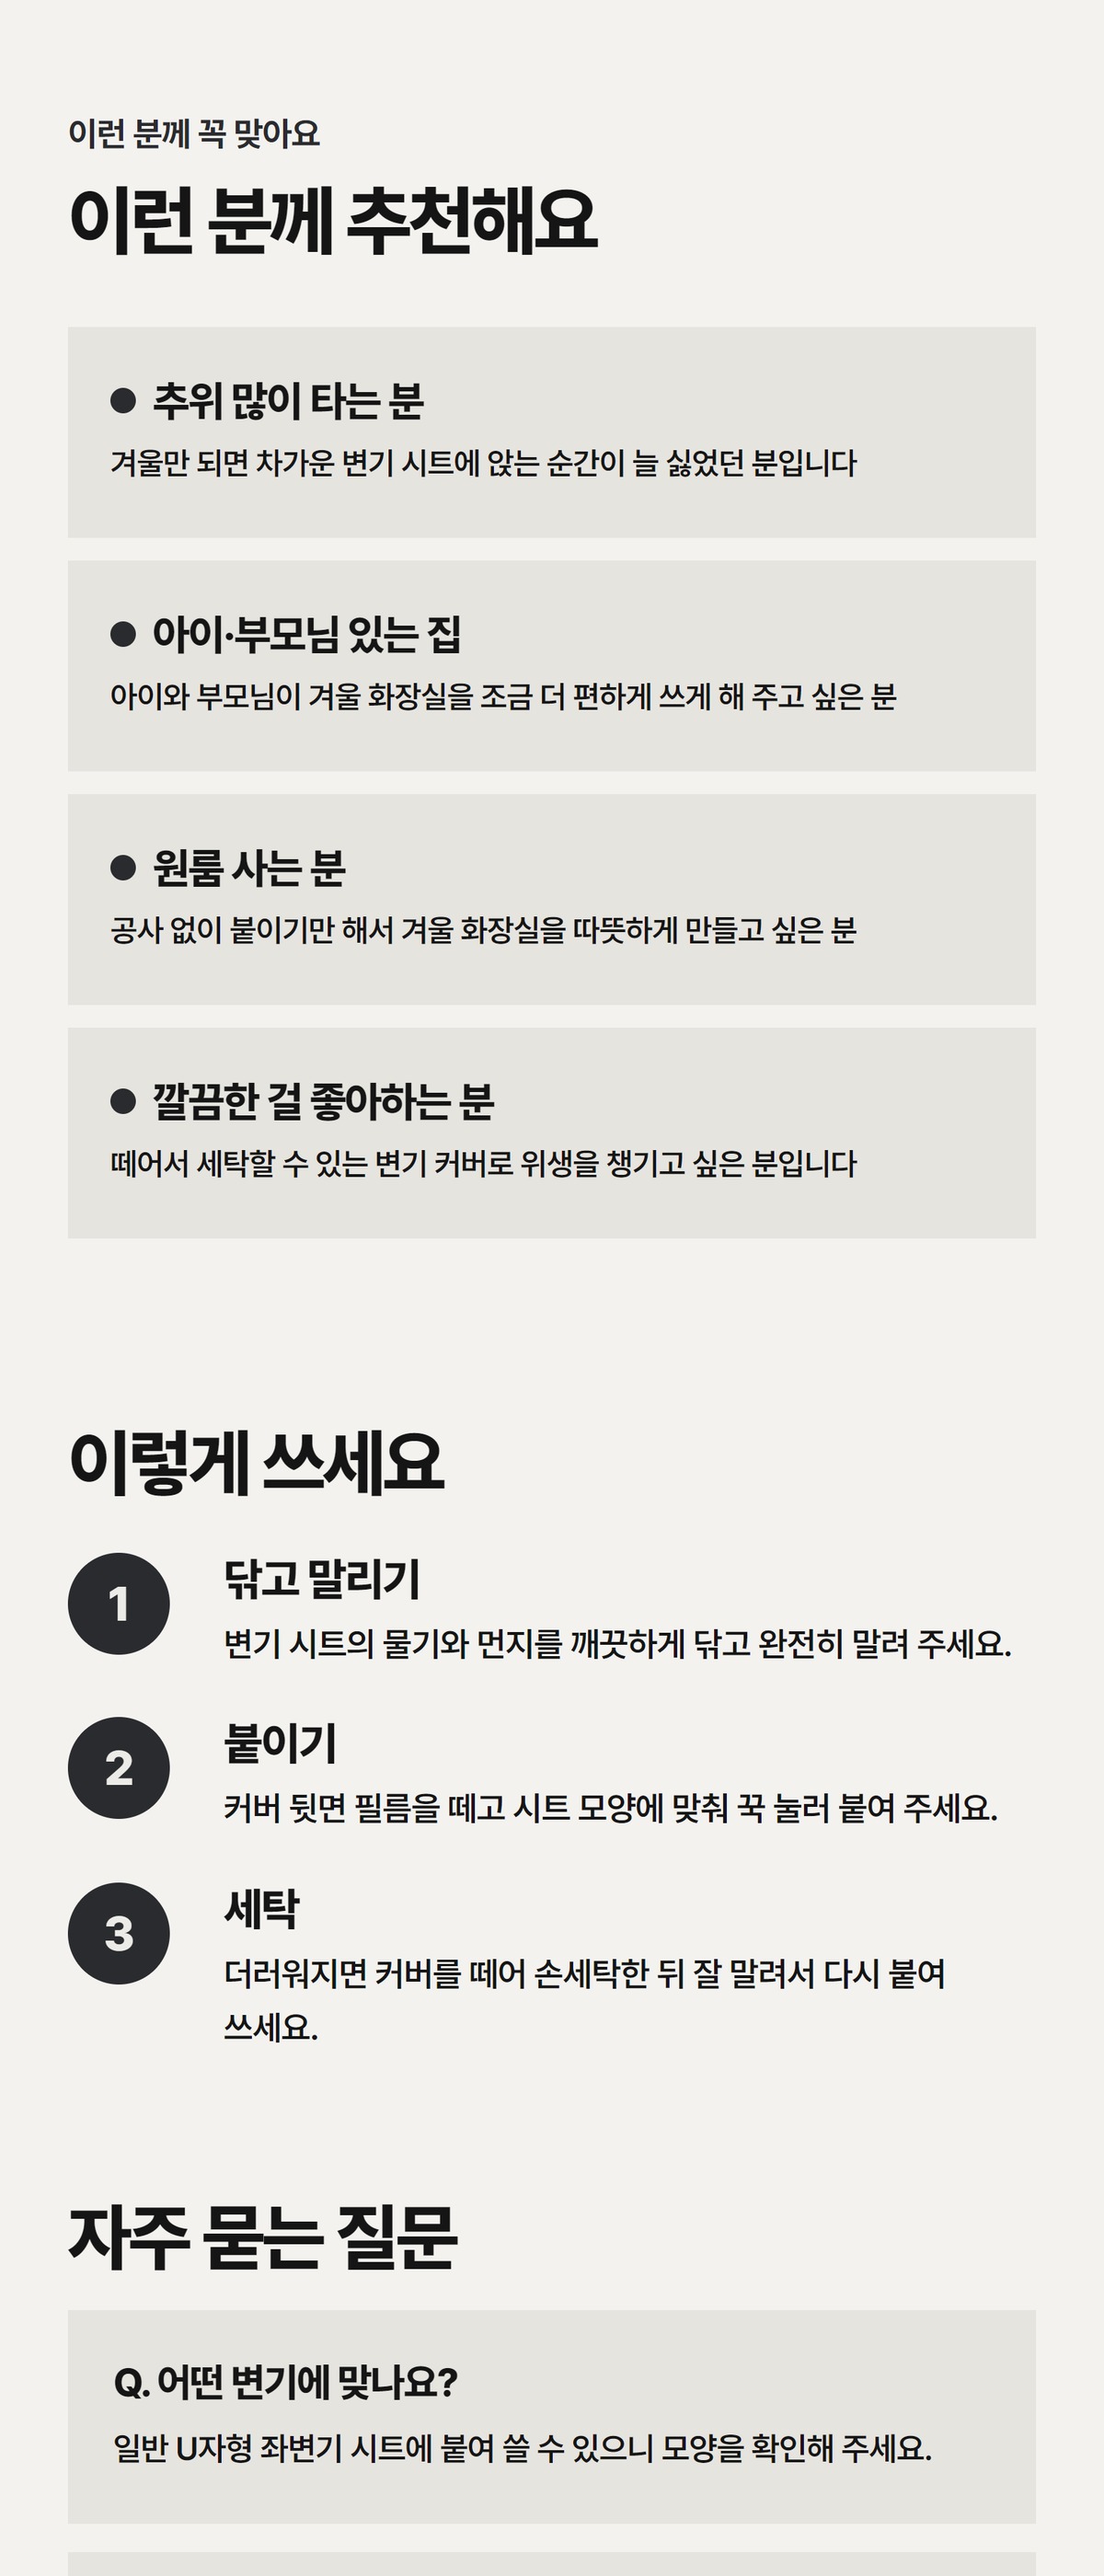 이런 분께 꼭 맞아요
이런 분께 추천해요
추위 많이 타는 분
겨울만 되면 차가운 변기 시트에 앉는 순간이 늘 싫었던 분입니다
아이·부모님 있는 집
아이와 부모님이 겨울 화장실을 조금 더 편하게 쓰게 해 주고 싶은 분
원룸 사는 분
공사 없이 붙이기만 해서 겨울 화장실을 따뜻하게 만들고 싶은 분
깔끔한 걸 좋아하는 분
떼어서 세탁할 수 있는 변기 커버로 위생을 챙기고 싶은 분입니다
이렇게 쓰세요
1
닦고 말리기
변기 시트의 물기와 먼지를 깨끗하게 닦고 완전히 말려 주세요.
2
붙이기
커버 뒷면 필름을 떼고 시트 모양에 맞춰 꾹 눌러 붙여 주세요.
3
세탁
더러워지면 커버를 떼어 손세탁한 뒤 잘 말려서 다시 붙여
쓰세요.
자주 묻는 질문
Q. 어떤 변기에 맞나요?
일반 U자형 좌변기 시트에 붙여 쓸 수 있으니 모양을 확인해 주세요.